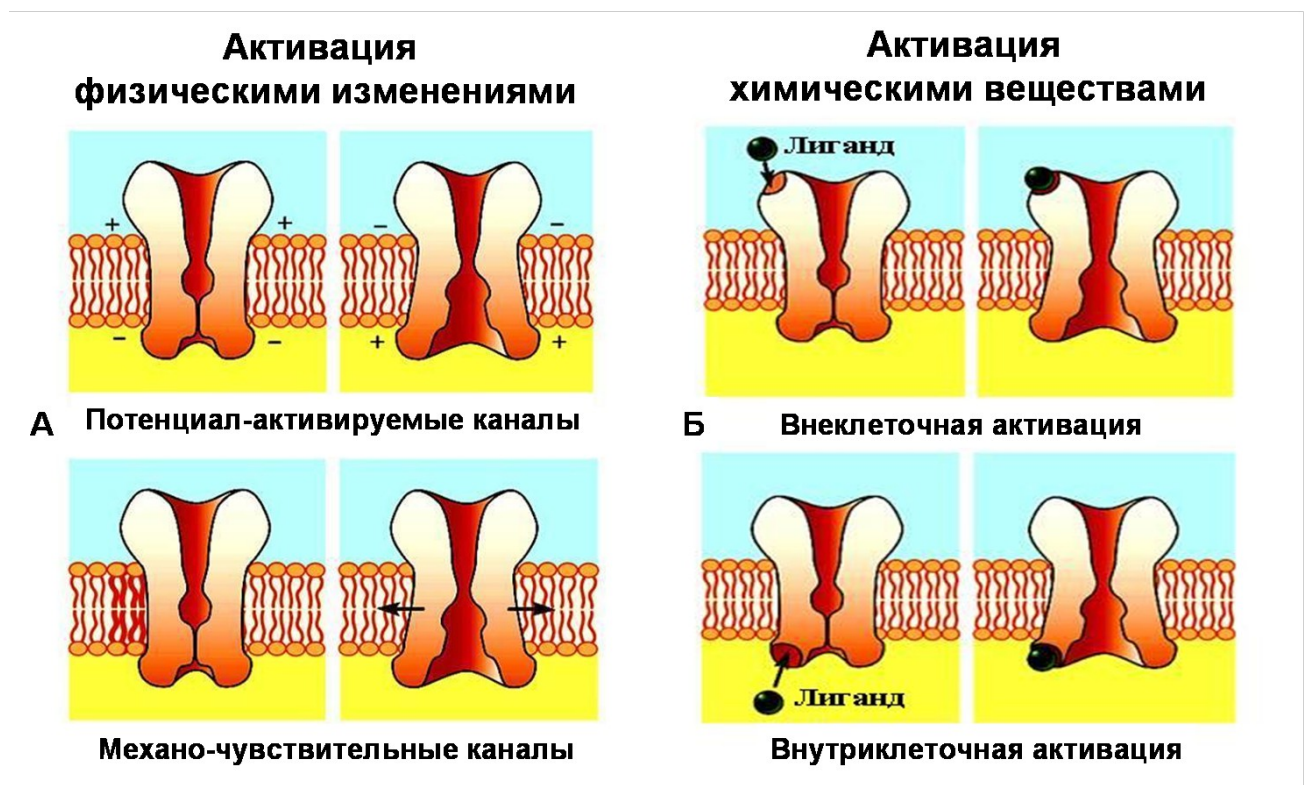 Активация
физическими изменениями
Активация
химическими веществами
+ +
- -
- -
+ +
Лиганд
А Потенциал-активируемые каналы
Б Внеклеточная активация
Лиганд
Механо-чувствительные каналы
Внутриклеточная активация